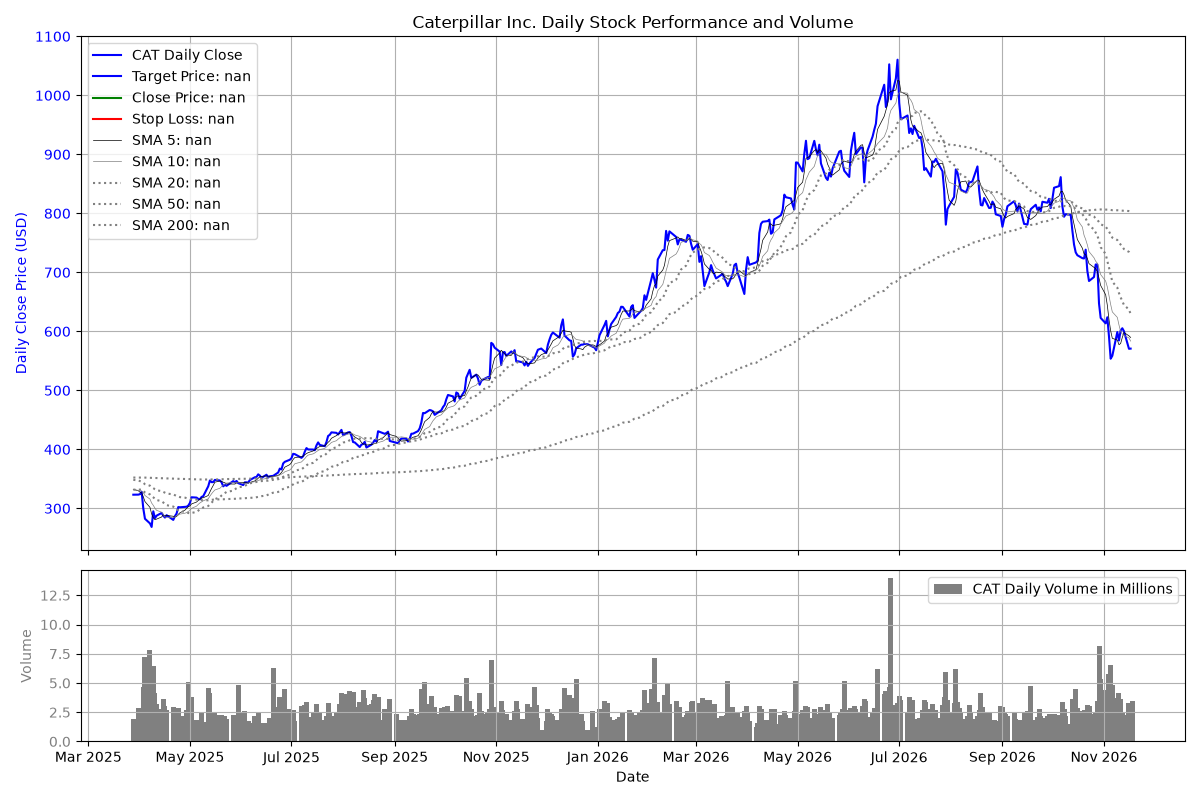 Caterpillar Inc. Daily Stock Performance and Volume
1100
1000
900
800
700
600
500
400
300
Daily Close Price (USD)
CAT Daily Close
Target Price: nan
Close Price: nan
Stop Loss: nan
SMA 5: nan
SMA 10: nan
SMA 20: nan
SMA 50: nan
SMA 200: nan
12.5
10.0
7.5
5.0
2.5
0.0
Volume
CAT Daily Volume in Millions
Mar 2025 May 2025 Jul 2025 Sep 2025 Nov 2025 Jan 2026 Mar 2026 May 2026 Jul 2026 Sep 2026 Nov 2026
Date